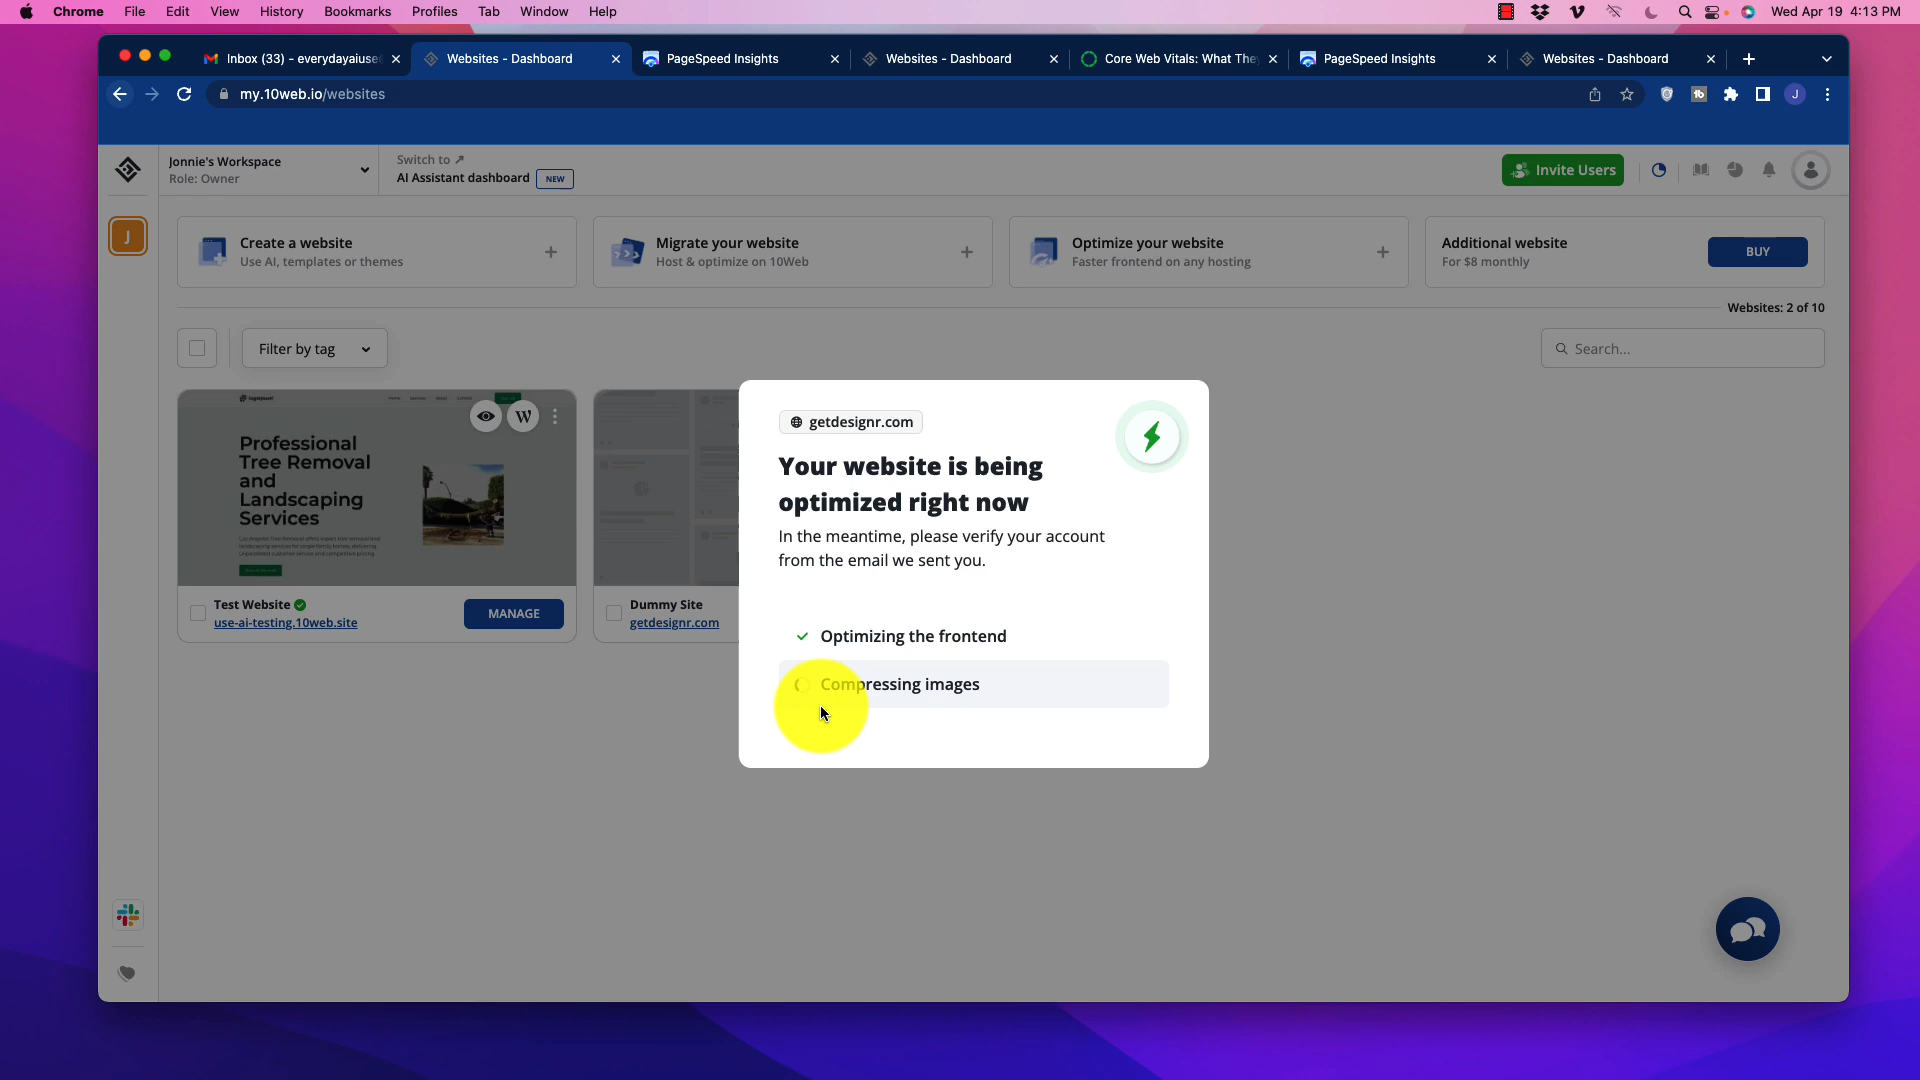 Chrome File Edit View History Bookmarks Profiles Tab Window Help Wed Apr 19 4:13 PM
Inbox (33) - everydayaiuse Websites - Dashboard PageSpeed Insights Websites - Dashboard Core Web Vitals: What The PageSpeed Insights Websites - Dashboard
my.10web.io/websites
J
Jonnie's Workspace
Role: Owner
Switch to ↗
AI Assistant dashboard NEW
Invite Users
J
Create a website
Use AI, templates or themes
Migrate your website
Host & optimize on 10Web
Optimize your website
Faster frontend on any hosting
Additional website
For $8 monthly
BUY
Websites: 2 of 10
Filter by tag
Search...
Professional
Tree Removal
and
Landscaping
Services
Test Website
use-ai-testing.10web.site
MANAGE
Dummy Site
getdesignr.com
getdesignr.com
Your website is being
optimized right now
In the meantime, please verify your account
from the email we sent you.
Optimizing the frontend
Compressing images